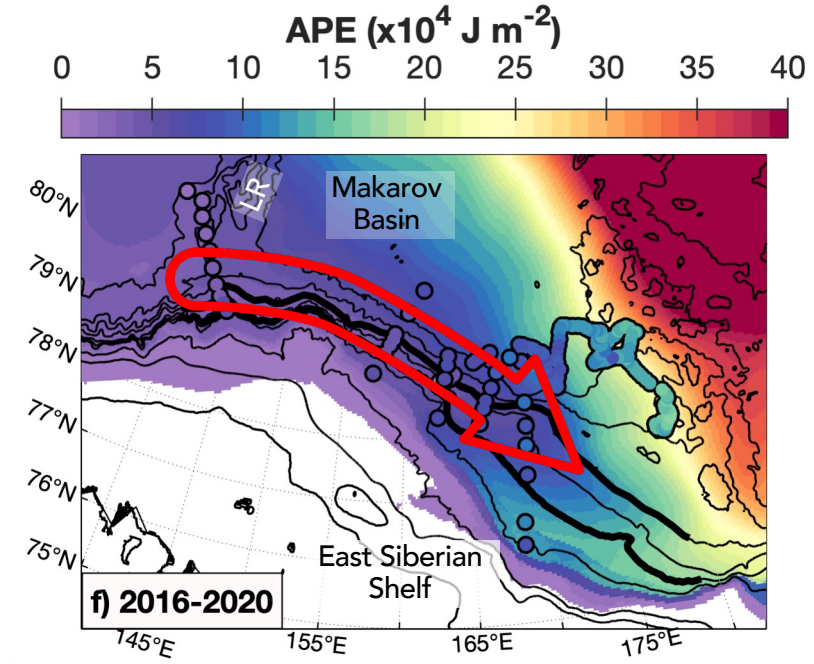 APE (x10⁴ J m⁻²)
0 5 10 15 20 25 30 35 40
80°N
79°N
78°N
77°N
76°N
75°N
LR
Makarov
Basin
East Siberian
Shelf
f) 2016-2020
145°E 155°E 165°E 175°E